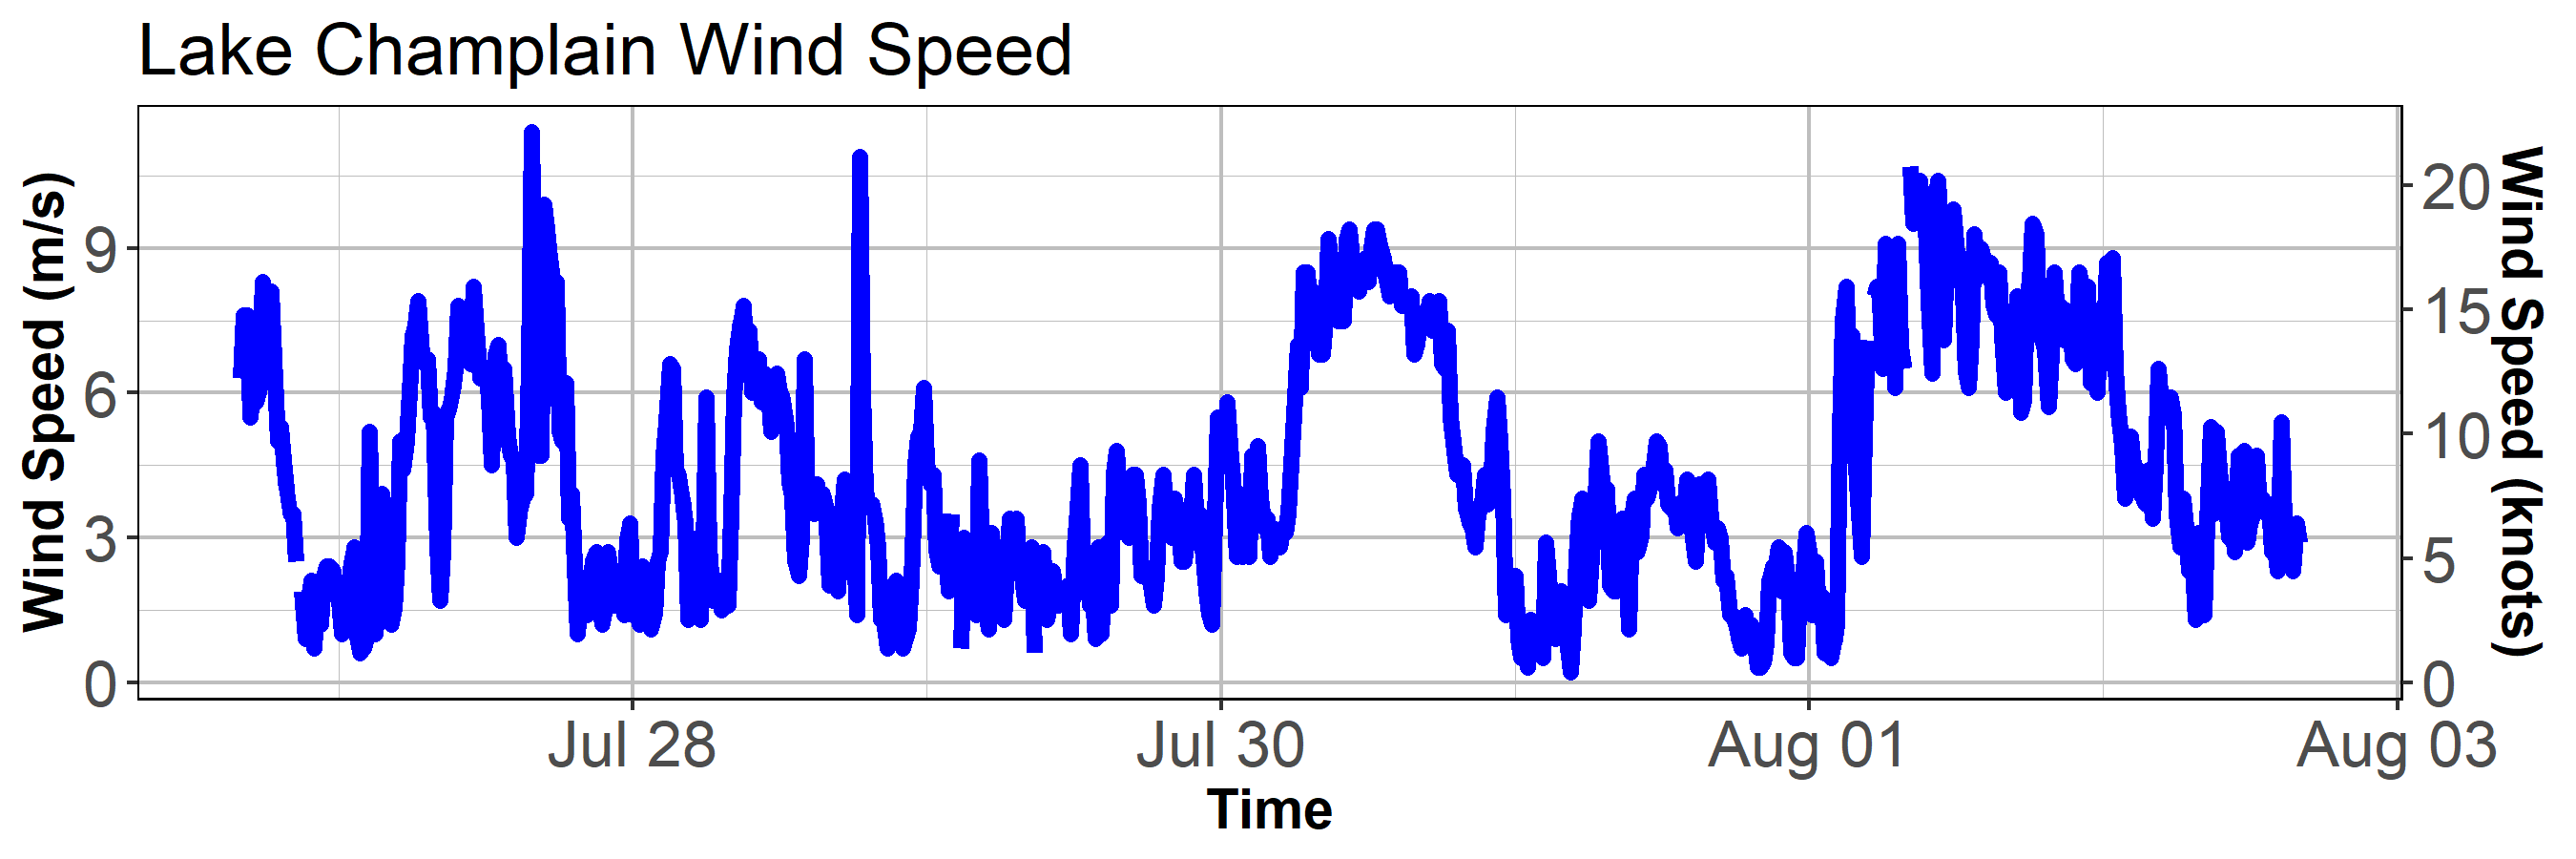 Lake Champlain Wind Speed
Wind Speed (m/s)
9
6
3
0
20
15
10
5
0
Wind Speed (knots)
Jul 28
Jul 30
Aug 01
Aug 03
Time